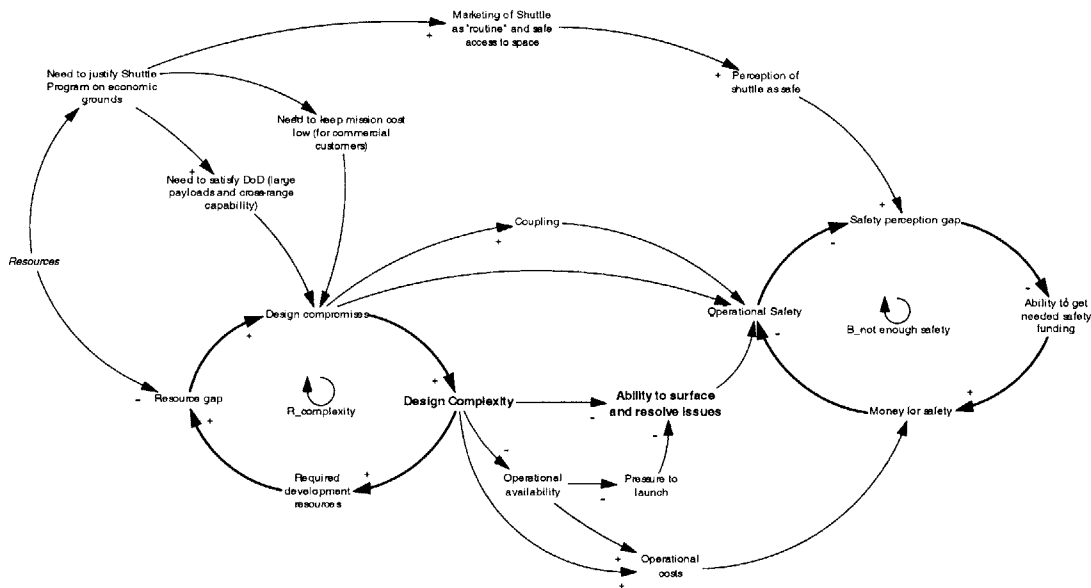 Marketing of Shuttle
as "routine" and safe
access to space
+
Need to justify Shuttle
Program on economic
grounds
+
Perception of
shuttle as safe
+
Need to keep mission cost
low (for commercial
customers)
+
Need to satisfy DoD (large
payloads and cross-range
capability)
Coupling
+
+
Safety perception gap
-
Resources
-
Ability to get
needed safety
funding
Design compromises
+
-
Operational Safety
-
B_not enough safety
- Resource gap
+
R_complexity
+
Design Complexity
-
Ability to surface
and resolve issues
-
+
Money for safety
Required
development
resources
+
-
Operational
availability
-
Pressure to
launch
+
Operational
costs
+